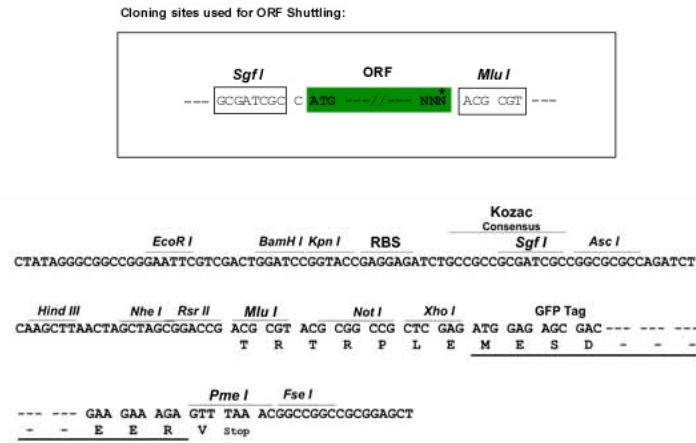 Cloning sites used for ORF Shuttling:
Sgf I ORF Mlu I
--- GCGATCGC C ATG ---//--- NNN* ACG CGT ---
Kozac
Consensus
EcoR I BamH I Kpn I RBS Sgf I Asc I
CTATAGGGCGGCCGGGAATTCGTCGACTGGATCCGGTACCGAGGAGATCTGCCGCCGCGATCGCCGGCGCGCCAGATCT
Hind III Nhe I Rsr II Mlu I Not I Xho I GFP Tag
CAAGCTTAACTAGCTAGCGGACCG ACG CGT ACG CGG CCG CTC GAG ATG GAG AGC GAC --- --- ---
T R T R P L E M E S D - - -
Pme I Fse I
--- --- GAA GAA AGA GTT TAA ACGGCCGGCCGCGGAGCT
- - E E R V Stop